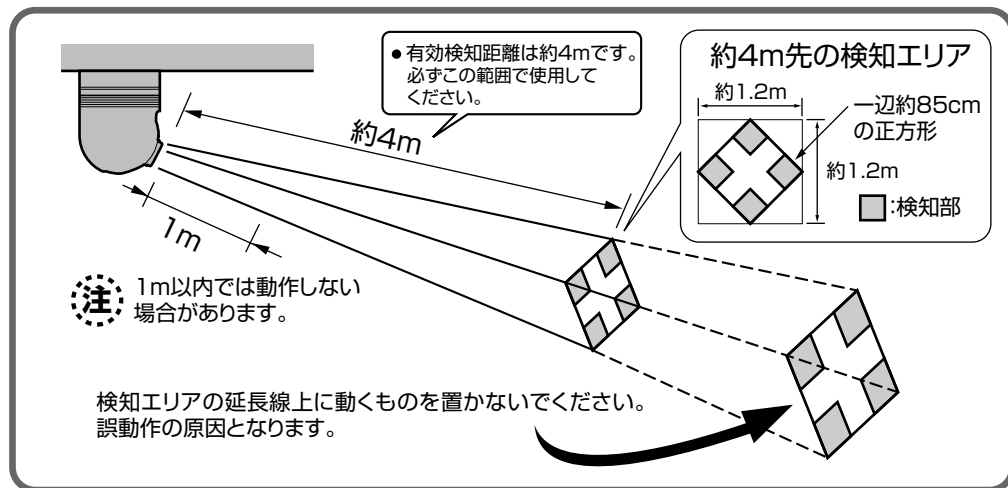 ●有効検知距離は約4mです。
必ずこの範囲で使用して
ください。
約4m先の検知エリア
約1.2m
一辺約85cm
の正方形
約1.2m
:検知部
約4m
1m
注 1m以内では動作しない
場合があります。
検知エリアの延長線上に動くものを置かないでください。
誤動作の原因となります。